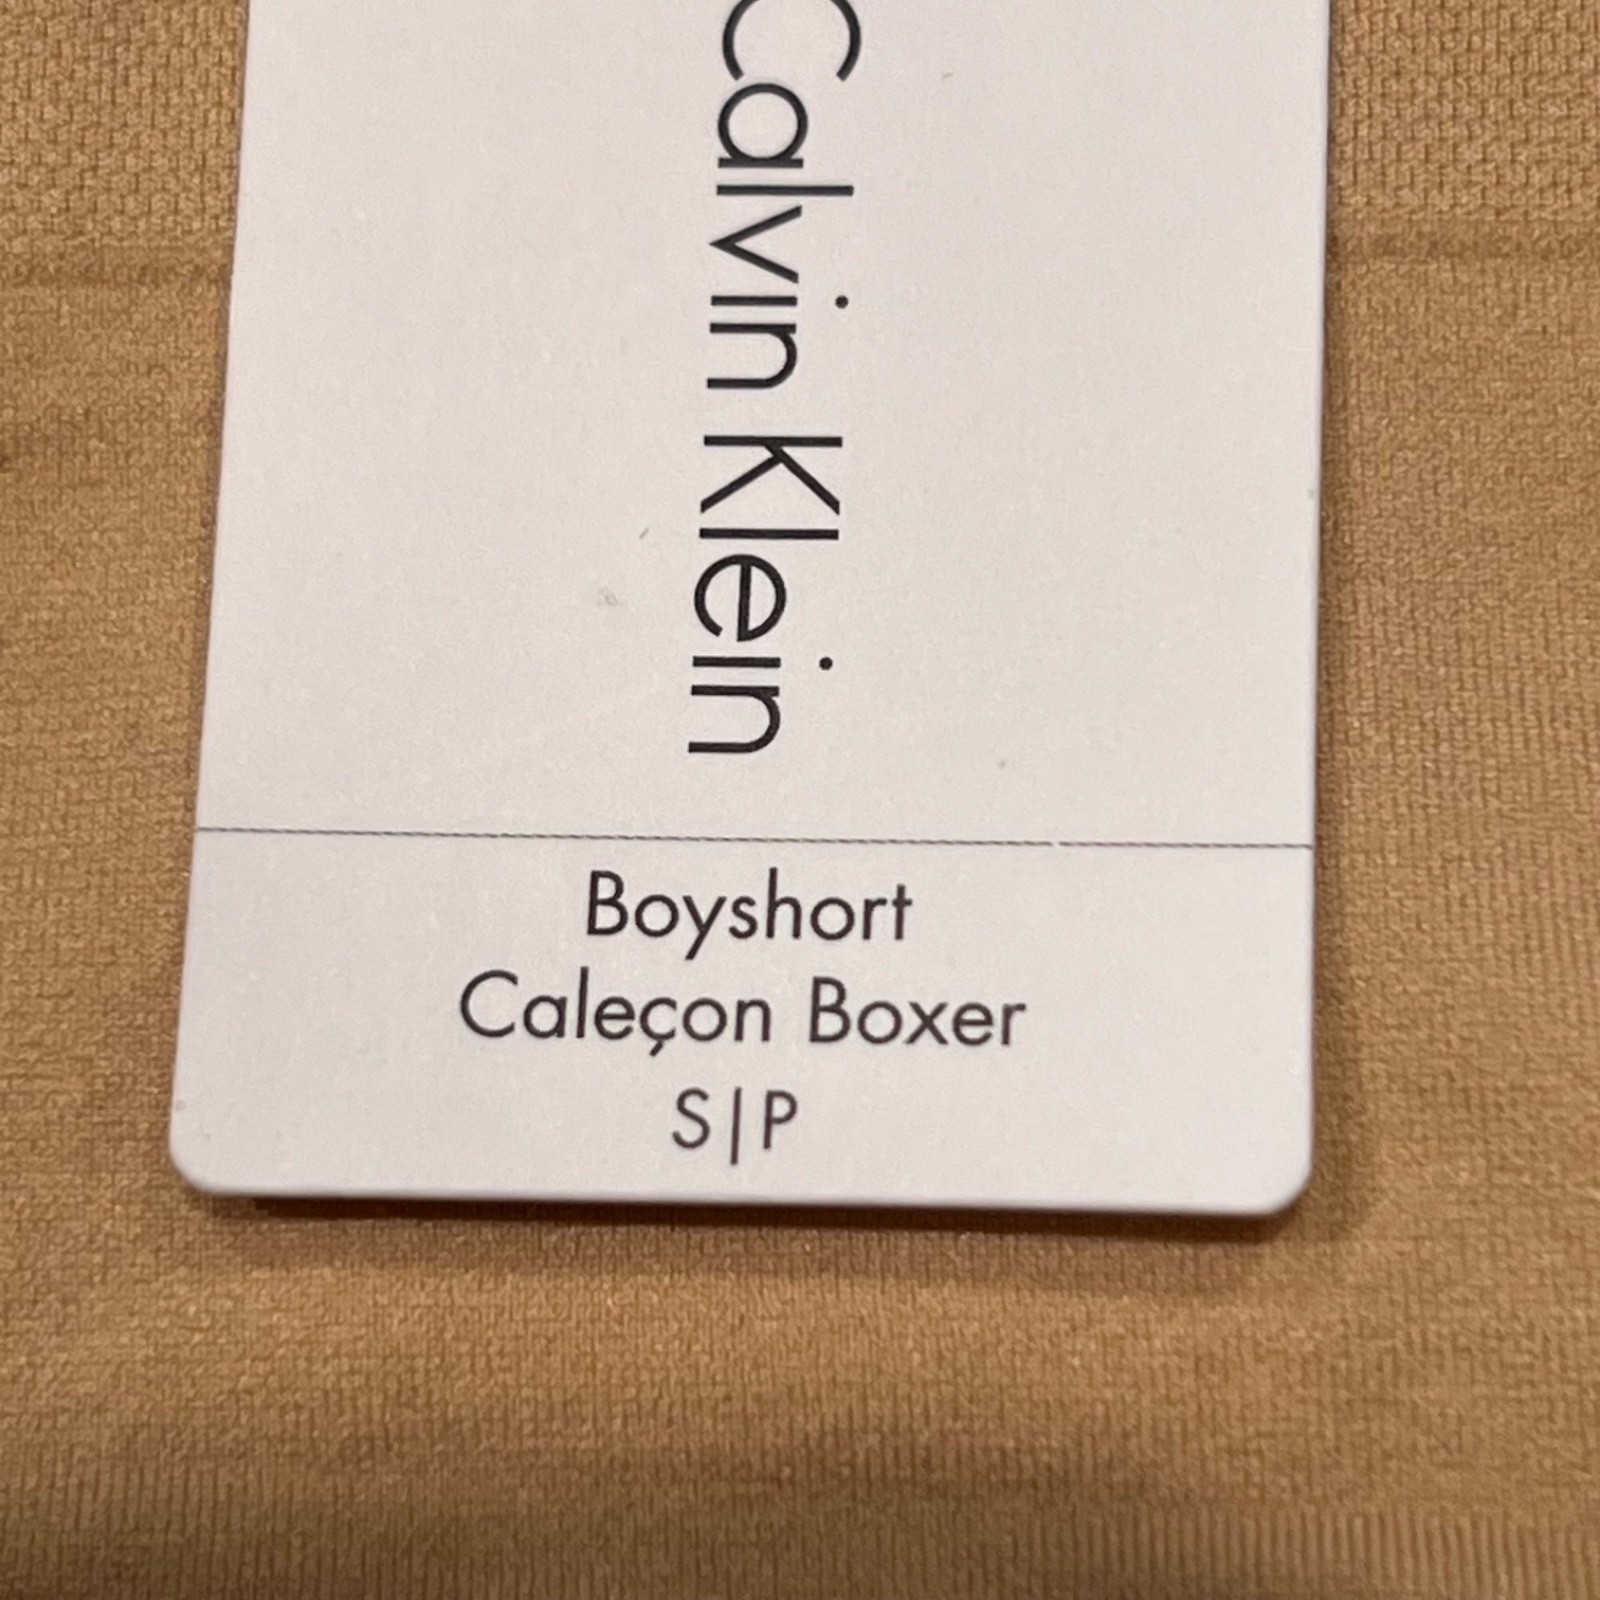 Calvin Klein
Boyshort
Caleçon Boxer
S|P